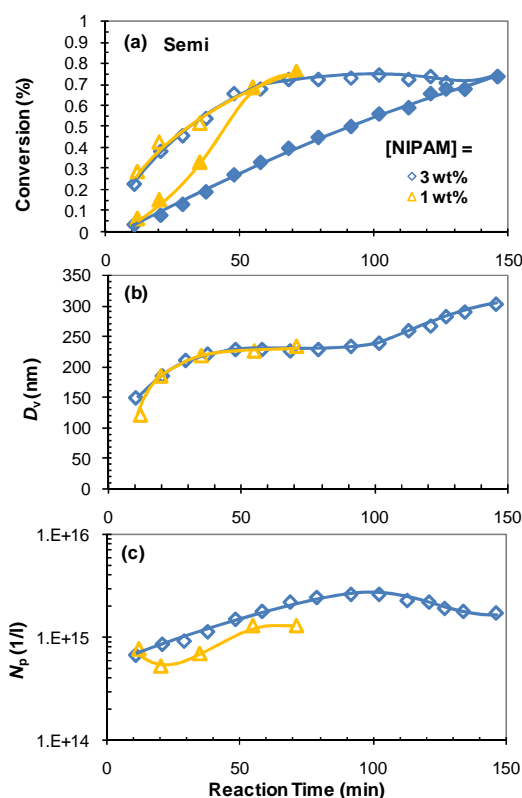 (a) Semi
1
0.9
0.8
0.7
0.6
0.5
0.4
0.3
0.2
0.1
0
Conversion (%)
[NIPAM] =
3 wt%
1 wt%
0 50 100 150
(b)
350
300
250
200
150
100
50
0
Dv (nm)
0 50 100 150
(c)
1.E+16
1.E+15
1.E+14
Np (1/l)
0 50 100 150
Reaction Time (min)